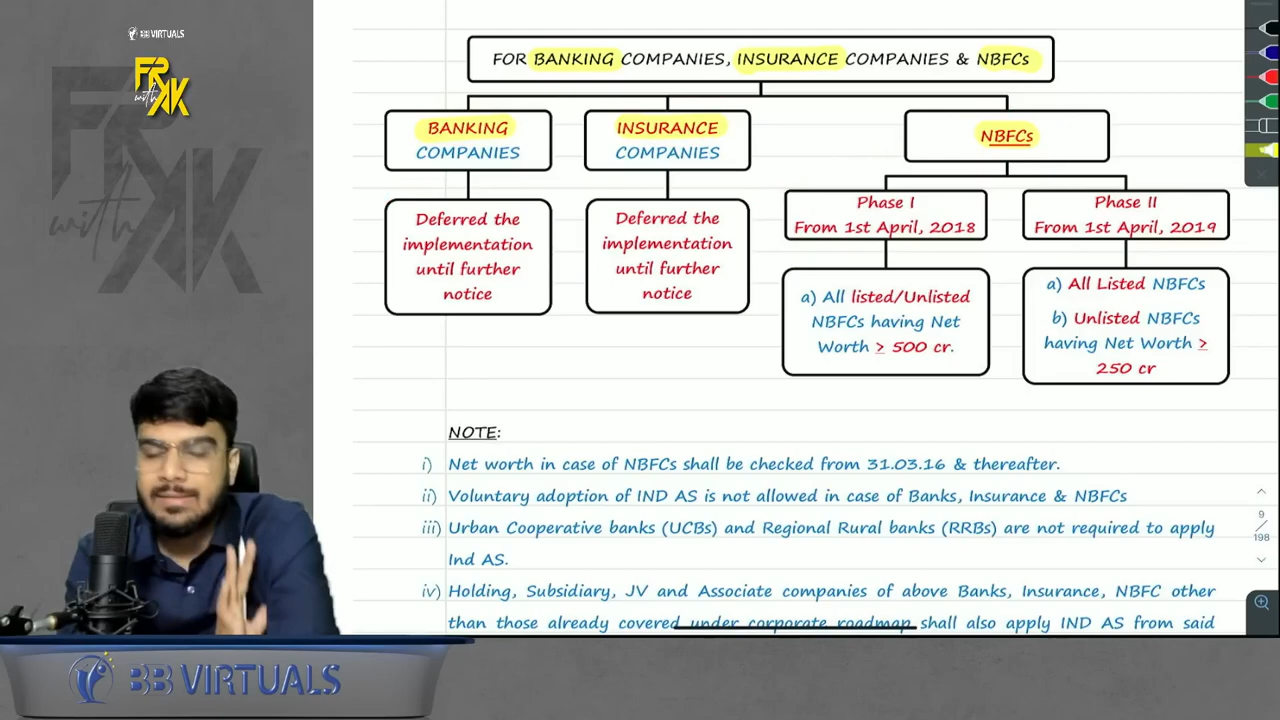 BB VIRTUALS
FR
with
AK
FOR BANKING COMPANIES, INSURANCE COMPANIES & NBFCs
BANKING
COMPANIES
INSURANCE
COMPANIES
NBFCs
Deferred the
implementation
until further
notice
Deferred the
implementation
until further
notice
Phase I
From 1st April, 2018
Phase II
From 1st April, 2019
a) All listed/Unlisted
NBFCs having Net
Worth ≥ 500 cr.
a) All Listed NBFCs
b) Unlisted NBFCs
having Net Worth ≥
250 cr
NOTE:
i) Net worth in case of NBFCs shall be checked from 31.03.16 & thereafter.
ii) Voluntary adoption of IND AS is not allowed in case of Banks, Insurance & NBFCs
iii) Urban Cooperative banks (UCBs) and Regional Rural banks (RRBs) are not required to apply
Ind AS.
iv) Holding, Subsidiary, JV and Associate companies of above Banks, Insurance, NBFC other
than those already covered under corporate roadmap shall also apply IND AS from said
9
198
FR
with
AK
BB VIRTUALS